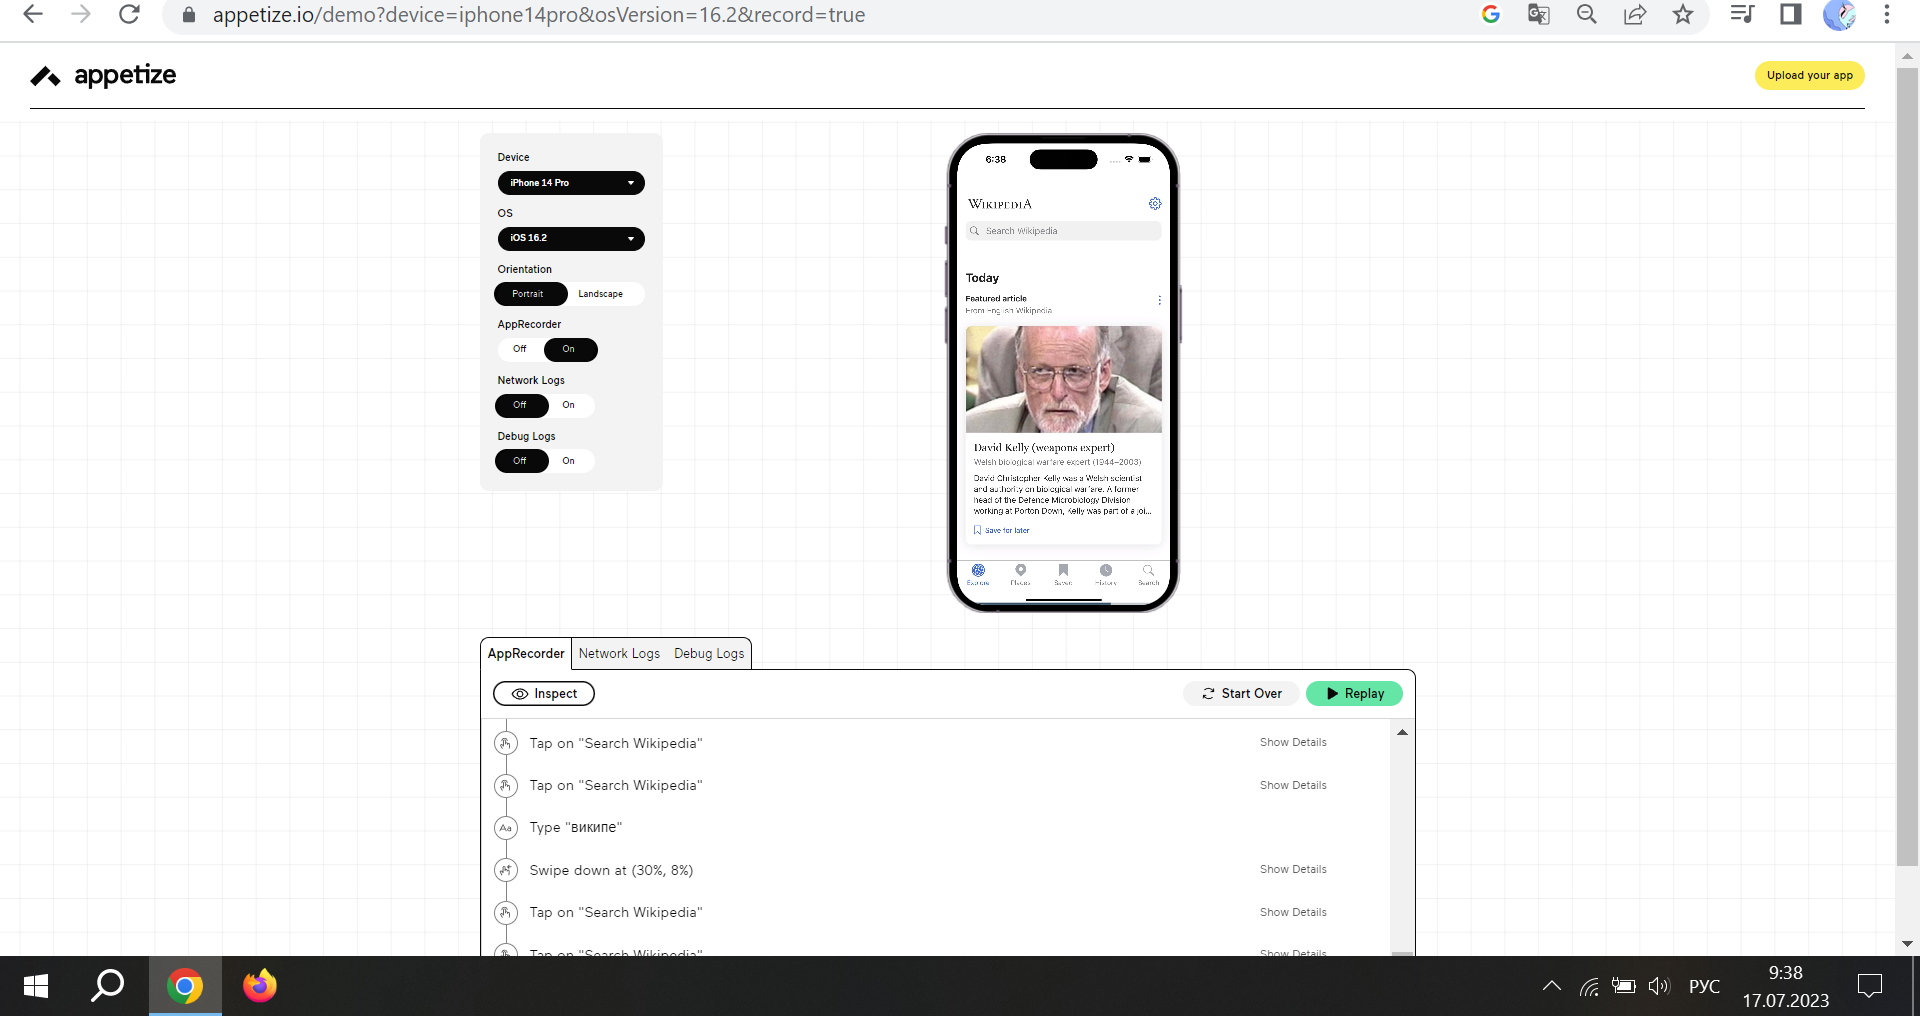 appetize.io/demo?device=iphone14pro&osVersion=16.2&record=true
appetize
Upload your app
Device
iPhone 14 Pro
OS
iOS 16.2
Orientation
Portrait
Landscape
AppRecorder
Off
On
Network Logs
Off
On
Debug Logs
Off
On
6:38
WIKIPEDIA
Search Wikipedia
Today
Featured article
From English Wikipedia
David Kelly (weapons expert)
Welsh biological warfare expert (1944–2003)
David Christopher Kelly was a Welsh scientist
and authority on biological warfare. A former
head of the Defence Microbiology Division
working at Porton Down, Kelly was part of a joi...
Save for later
Explore
Places
Saved
History
Search
AppRecorder
Network Logs
Debug Logs
Inspect
Start Over
Replay
Tap on "Search Wikipedia"
Show Details
Tap on "Search Wikipedia"
Show Details
Aa
Type "википе"
Swipe down at (30%, 8%)
Show Details
Tap on "Search Wikipedia"
Show Details
Tap on "Search Wikipedia"
Show Details
РУС
9:38
17.07.2023